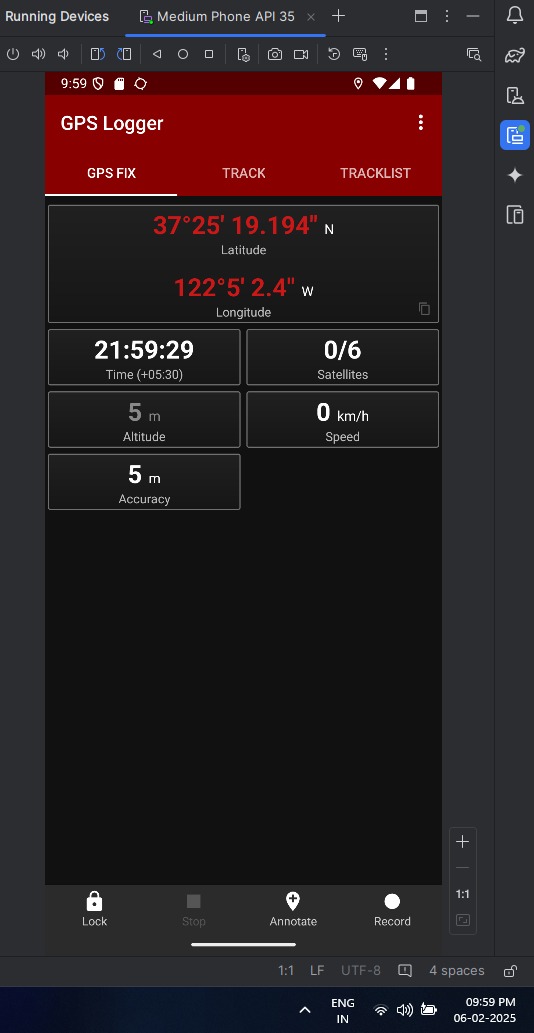 Running Devices
Medium Phone API 35
9:59
GPS Logger
GPS FIX
TRACK
TRACKLIST
37°25' 19.194" N
Latitude
122°5' 2.4" W
Longitude
21:59:29
Time (+05:30)
0/6
Satellites
5 m
Altitude
0 km/h
Speed
5 m
Accuracy
1:1
Lock
Stop
Annotate
Record
1:1 LF UTF-8 4 spaces
ENG
IN
09:59 PM
06-02-2025